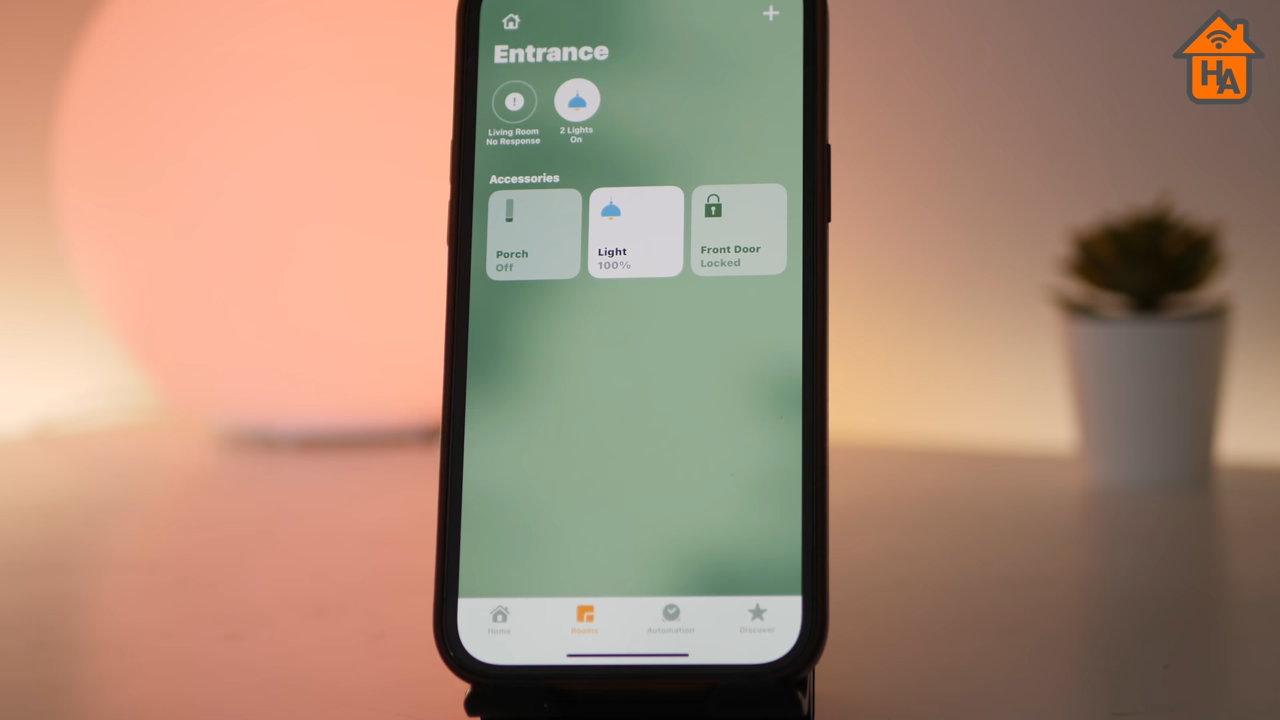 HA
Entrance
Living Room
No Response
2 Lights
On
Accessories
Porch
Off
Light
100%
Front Door
Locked
Home
Rooms
Automation
Discover